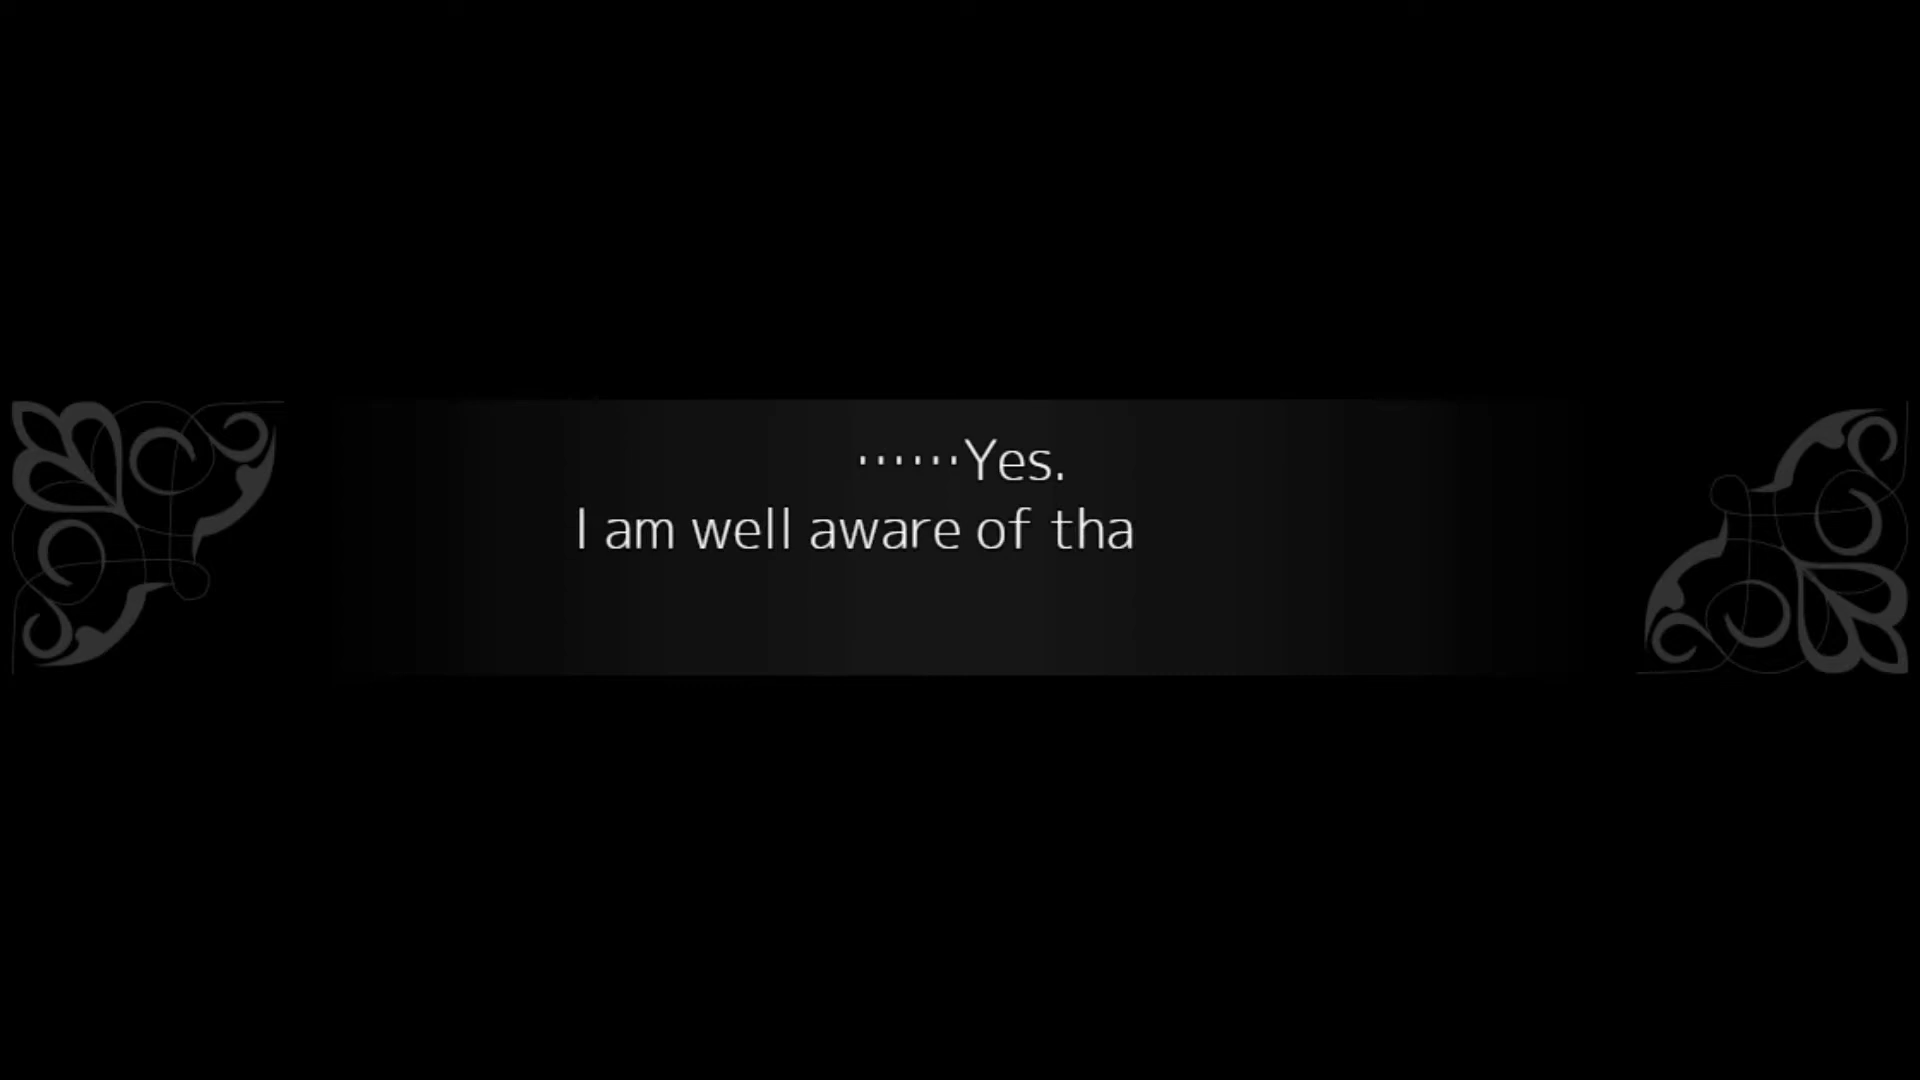 ……Yes.
I am well aware of tha